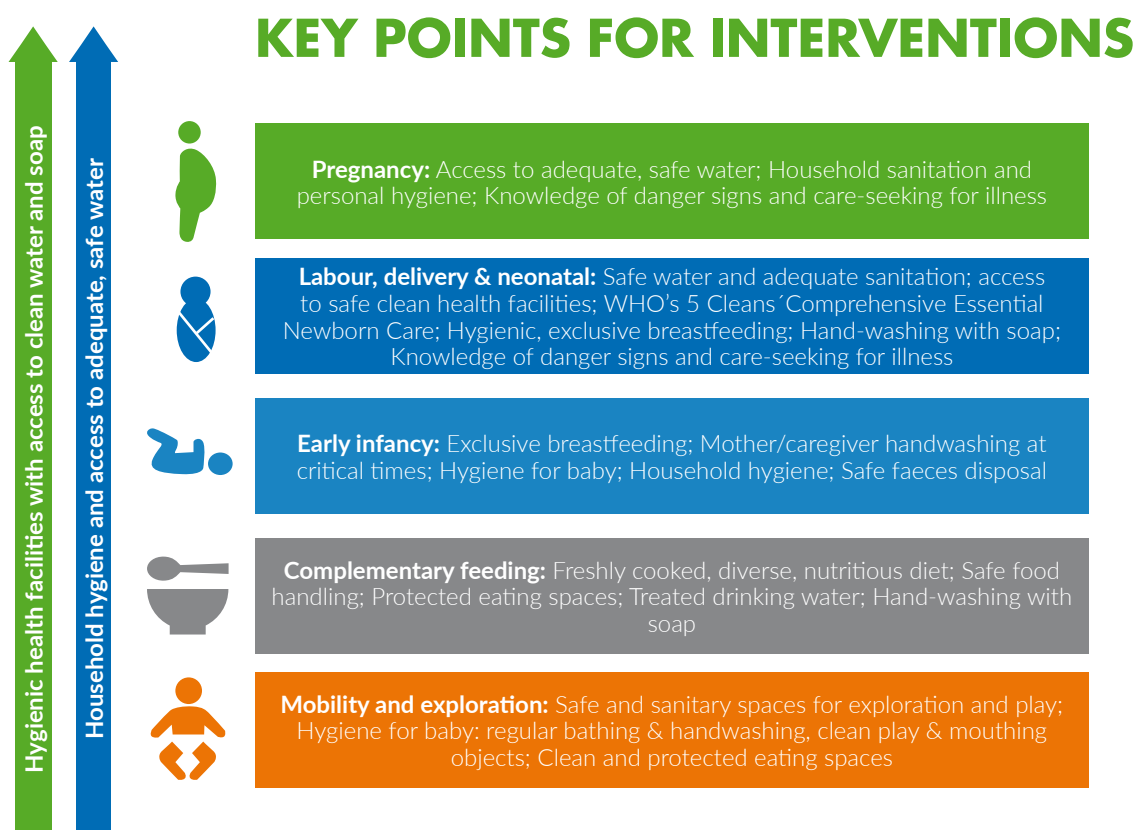 KEY POINTS FOR INTERVENTIONS
Hygienic health facilities with access to clean water and soap
Household hygiene and access to adequate, safe water
Pregnancy: Access to adequate, safe water; Household sanitation and
personal hygiene; Knowledge of danger signs and care-seeking for illness
Labour, delivery & neonatal: Safe water and adequate sanitation; access
to safe clean health facilities; WHO's 5 Cleans´Comprehensive Essential
Newborn Care; Hygienic, exclusive breastfeeding; Hand-washing with soap;
Knowledge of danger signs and care-seeking for illness
Early infancy: Exclusive breastfeeding; Mother/caregiver handwashing at
critical times; Hygiene for baby; Household hygiene; Safe faeces disposal
Complementary feeding: Freshly cooked, diverse, nutritious diet; Safe food
handling; Protected eating spaces; Treated drinking water; Hand-washing with
soap
Mobility and exploration: Safe and sanitary spaces for exploration and play;
Hygiene for baby: regular bathing & handwashing, clean play & mouthing
objects; Clean and protected eating spaces